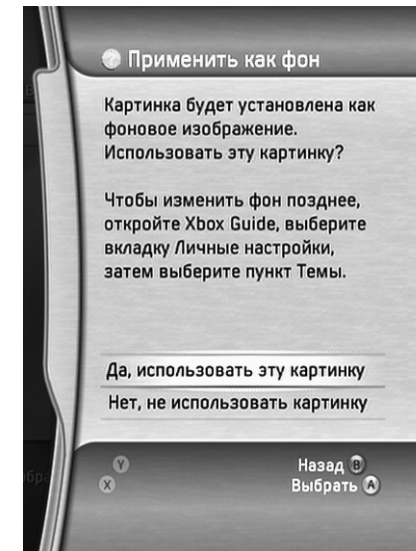 Применить как фон
Картинка будет установлена как
фоновое изображение.
Использовать эту картинку?
Чтобы изменить фон позднее,
откройте Xbox Guide, выберите
вкладку Личные настройки,
затем выберите пункт Темы.
Да, использовать эту картинку
Нет, не использовать картинку
Y
Назад B
X
Выбрать A